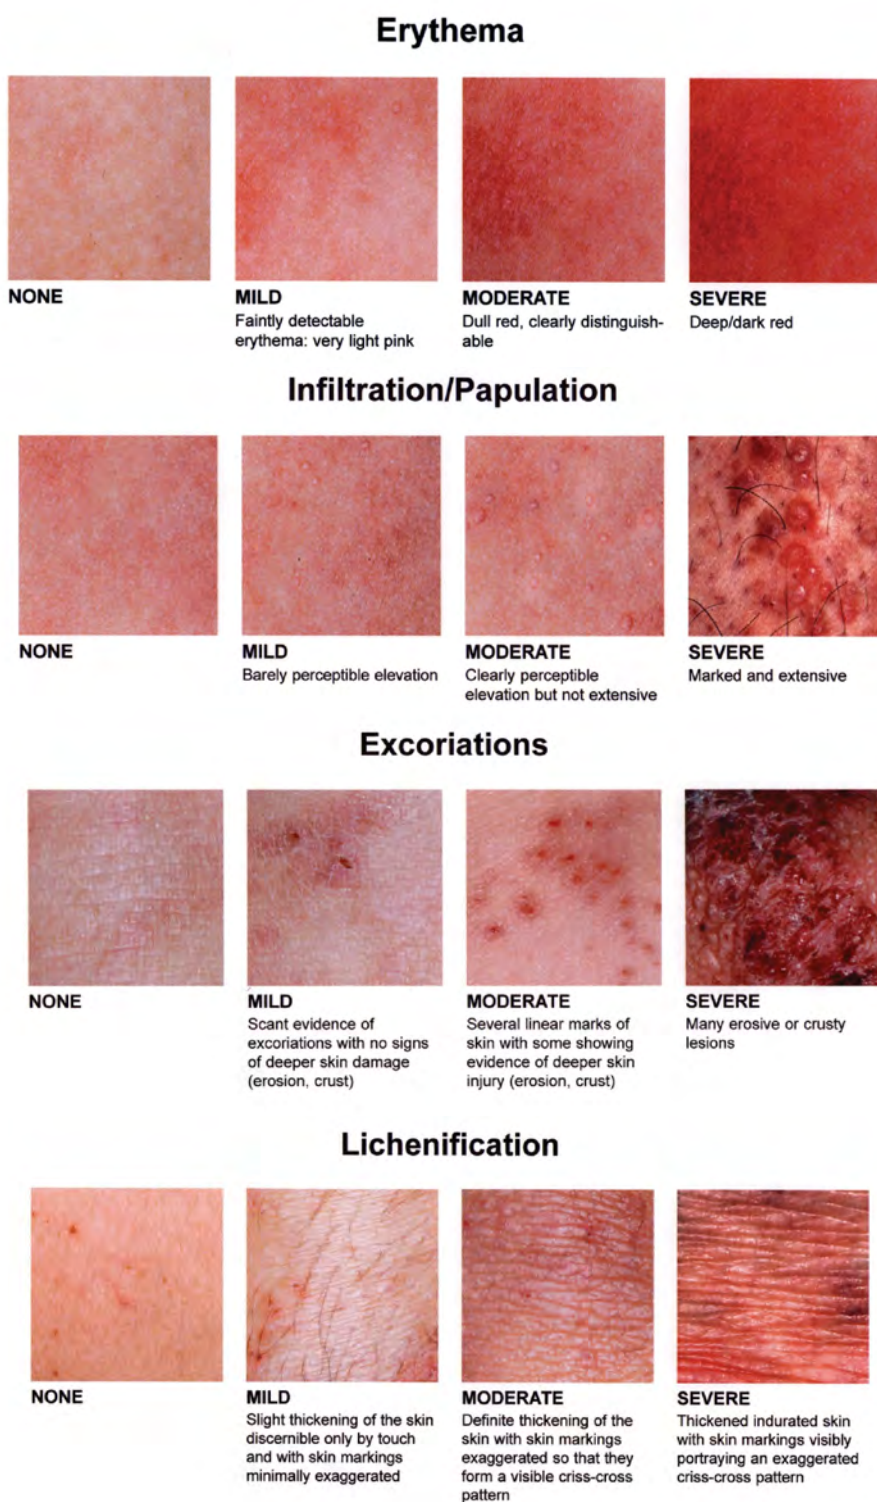 Erythema
NONE
MILD
Faintly detectable
erythema: very light pink
MODERATE
Dull red, clearly distinguish-
able
SEVERE
Deep/dark red
Infiltration/Papulation
NONE
MILD
Barely perceptible elevation
MODERATE
Clearly perceptible
elevation but not extensive
SEVERE
Marked and extensive
Excoriations
NONE
MILD
Scant evidence of
excoriations with no signs
of deeper skin damage
(erosion, crust)
MODERATE
Several linear marks of
skin with some showing
evidence of deeper skin
injury (erosion, crust)
SEVERE
Many erosive or crusty
lesions
Lichenification
NONE
MILD
Slight thickening of the skin
discernible only by touch
and with skin markings
minimally exaggerated
MODERATE
Definite thickening of the
skin with skin markings
exaggerated so that they
form a visible criss-cross
pattern
SEVERE
Thickened indurated skin
with skin markings visibly
portraying an exaggerated
criss-cross pattern